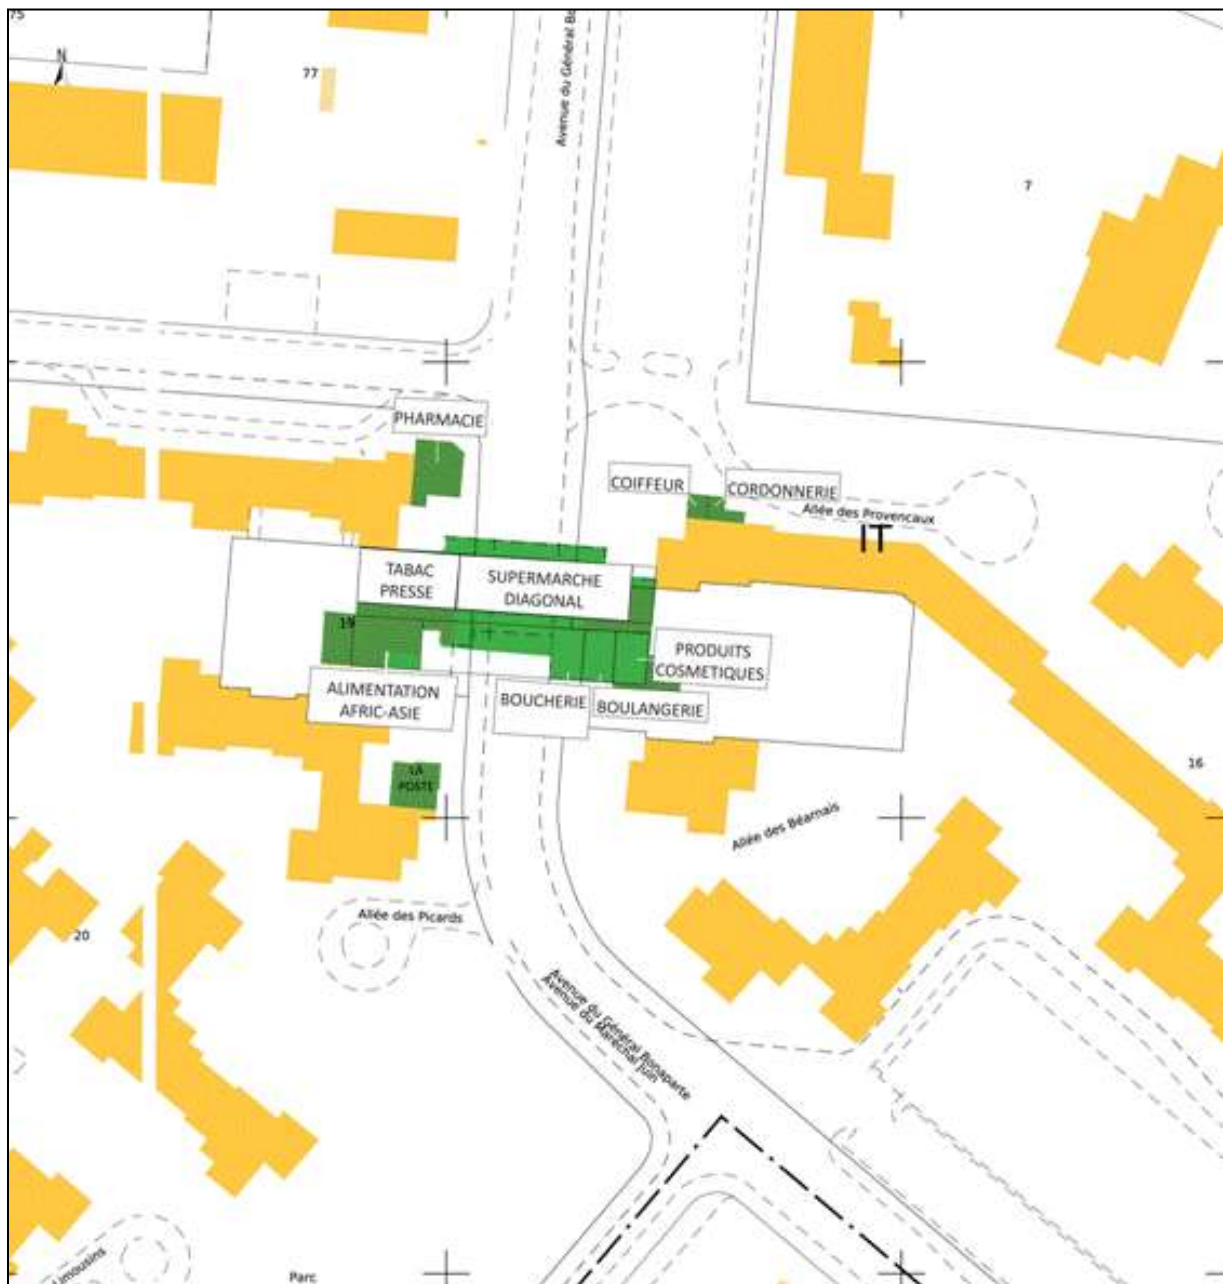 75
N
77
Avenue du Général B
7
PHARMACIE
COIFFEUR
CORDONNERIE
Allée des Provencaux
IT
TABAC
PRESSE
SUPERMARCHE
DIAGONAL
19
PRODUITS
COSMETIQUES
ALIMENTATION
AFRIC-ASIE
BOUCHERIE
BOULANGERIE
LA
POSTE
16
Allée des Béarnais
Allée des Picards
20
Avenue du Général Bonaparte
Avenue du Maréchal Juin
Limousins
Parc